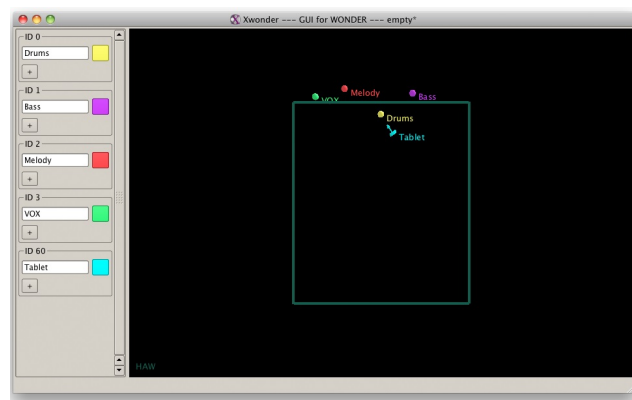 Xwonder --- GUI for WONDER --- empty*
ID 0
Drums
+
ID 1
Bass
+
ID 2
Melody
+
ID 3
VOX
+
ID 60
Tablet
+
Melody
Bass
VOX
Drums
Tablet
HAW